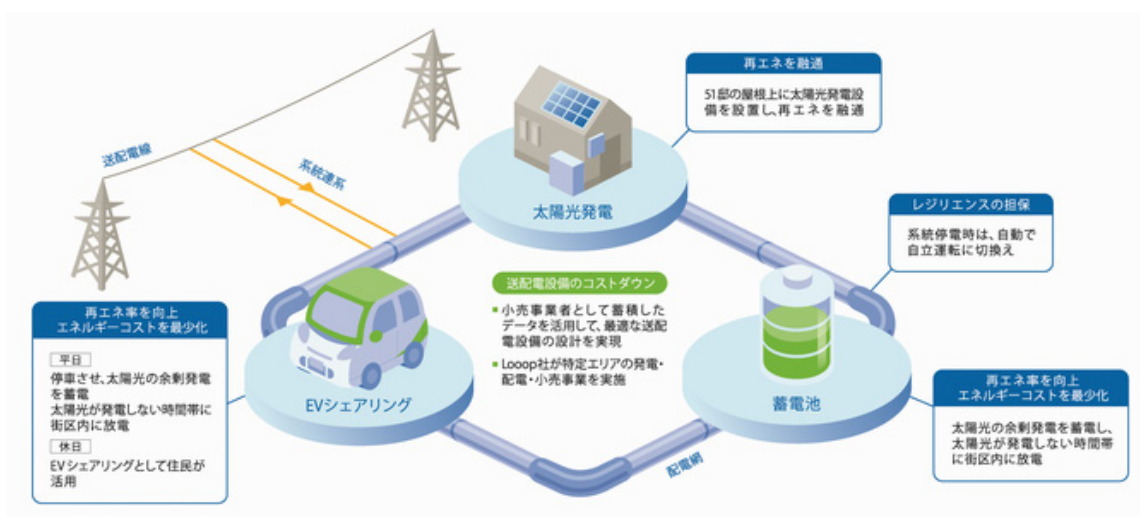 再エネを融通
51邸の屋根上に太陽光発電設
備を設置し、再エネを融通
送配電線
系統連系
太陽光発電
レジリエンスの担保
系統停電時は、自動で
自立運転に切換え
送配電設備のコストダウン
小売事業者として蓄積した
データを活用して、最適な送配
電設備の設計を実現
Looop社が特定エリアの発電・
配電・小売事業を実施
再エネ率を向上
エネルギーコストを最少化
平日
停車させ、太陽光の余剰発電
を蓄電
太陽光が発電しない時間帯に
街区内に放電
休日
EVシェアリングとして住民が
活用
EVシェアリング
蓄電池
再エネ率を向上
エネルギーコストを最少化
太陽光の余剰発電を蓄電し、
太陽光が発電しない時間帯
に街区内に放電
配電網